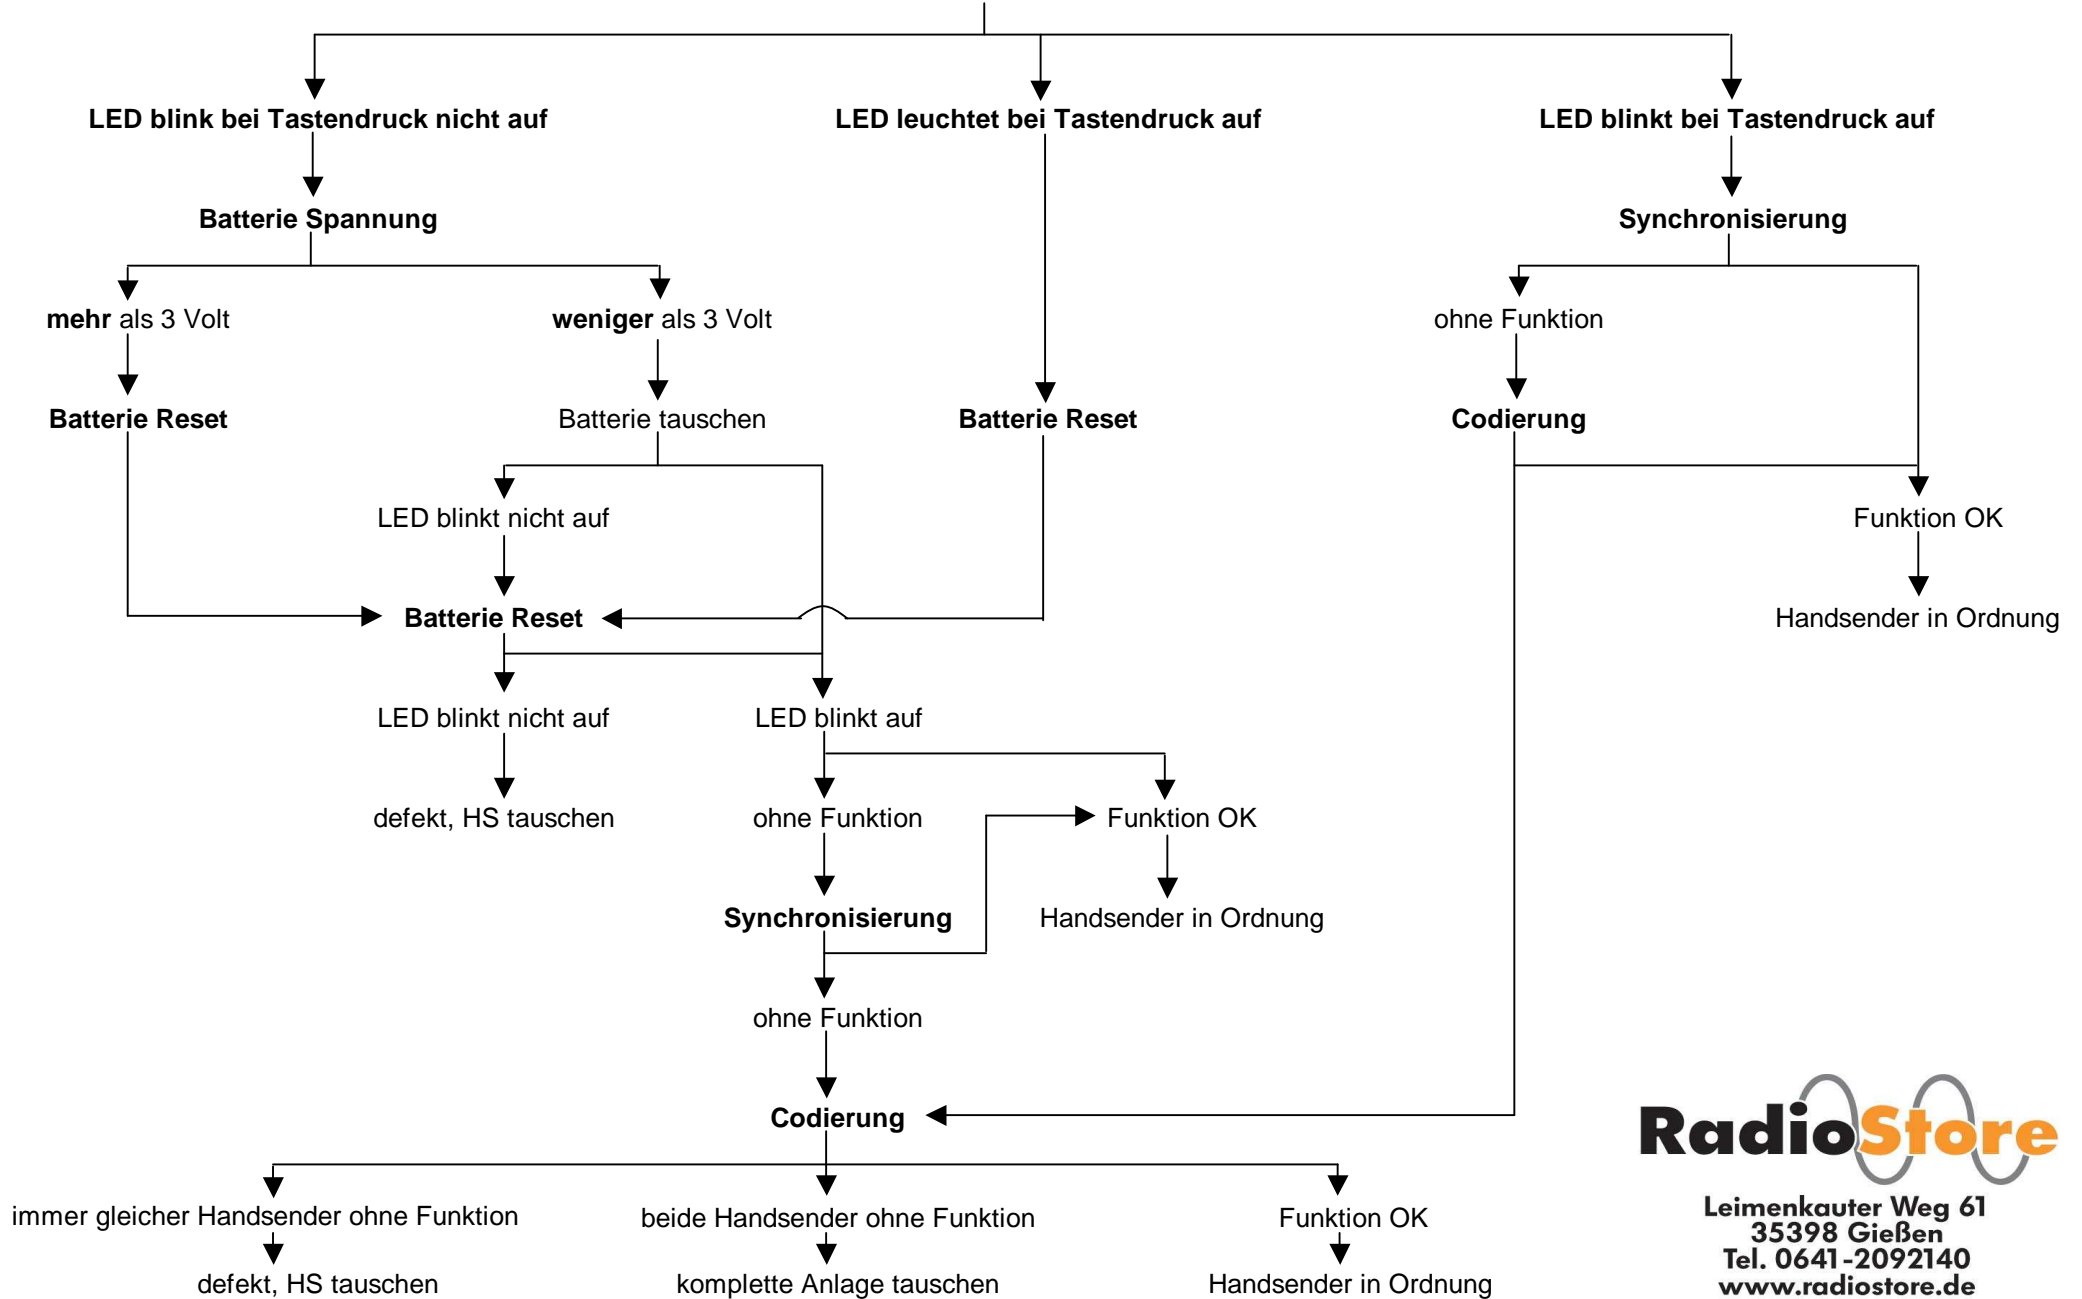 LED blink bei Tastendruck nicht auf
LED leuchtet bei Tastendruck auf
LED blinkt bei Tastendruck auf
Batterie Spannung
Synchronisierung
mehr als 3 Volt
weniger als 3 Volt
ohne Funktion
Batterie Reset
Batterie tauschen
Batterie Reset
Codierung
LED blinkt nicht auf
Funktion OK
Batterie Reset
Handsender in Ordnung
LED blinkt nicht auf
LED blinkt auf
defekt, HS tauschen
ohne Funktion
Funktion OK
Synchronisierung
Handsender in Ordnung
ohne Funktion
Codierung
immer gleicher Handsender ohne Funktion
beide Handsender ohne Funktion
Funktion OK
defekt, HS tauschen
komplette Anlage tauschen
Handsender in Ordnung
RadioStore
Leimenkauter Weg 61
35398 Gießen
Tel. 0641-2092140
www.radiostore.de